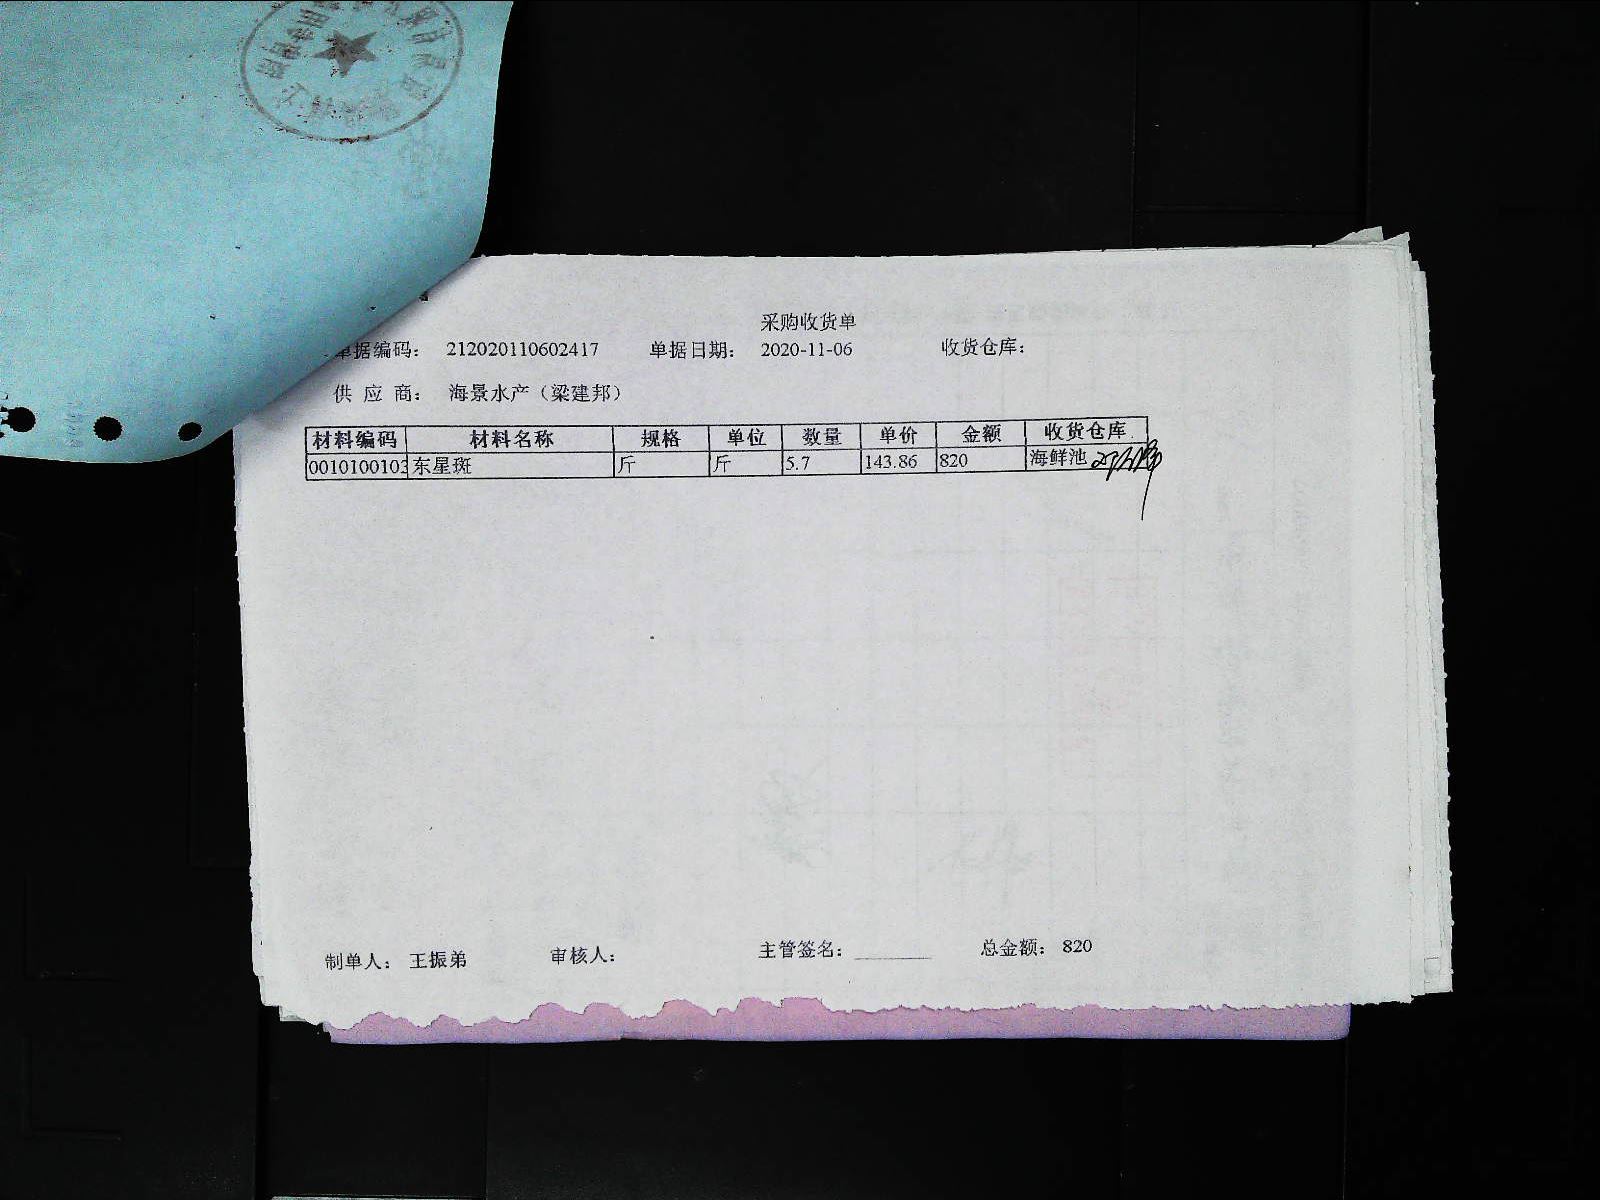 采购收货单
单据编码： 212020110602417 单据日期： 2020-11-06 收货仓库：
供 应 商： 海景水产（梁建邦）
材料编码 材料名称 规格 单位 数量 单价 金额 收货仓库
0010100103 东星斑 斤 斤 5.7 143.86 820 海鲜池
制单人： 王振弟 审核人： 主管签名： 总金额： 820